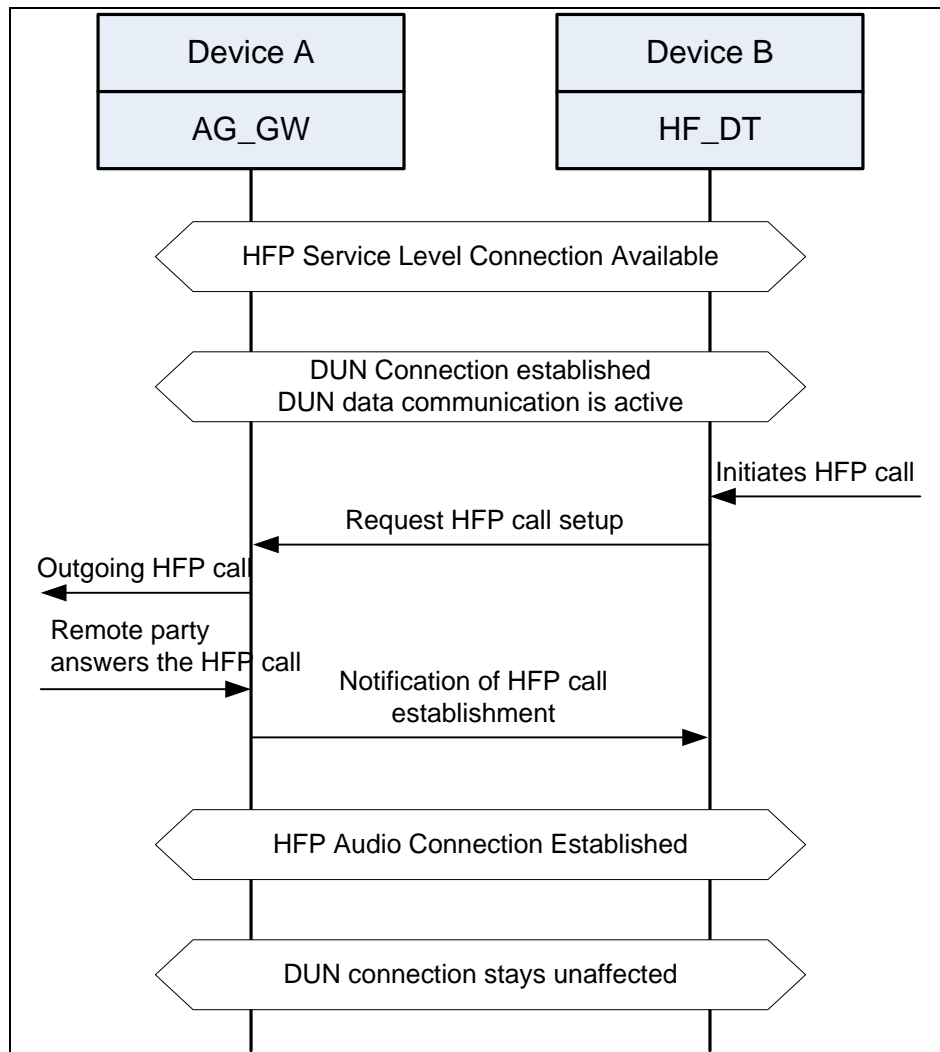 Device A
Device B
AG_GW
HF_DT
HFP Service Level Connection Available
DUN Connection established
DUN data communication is active
Initiates HFP call
Request HFP call setup
Outgoing HFP call
Remote party
answers the HFP call
Notification of HFP call
establishment
HFP Audio Connection Established
DUN connection stays unaffected